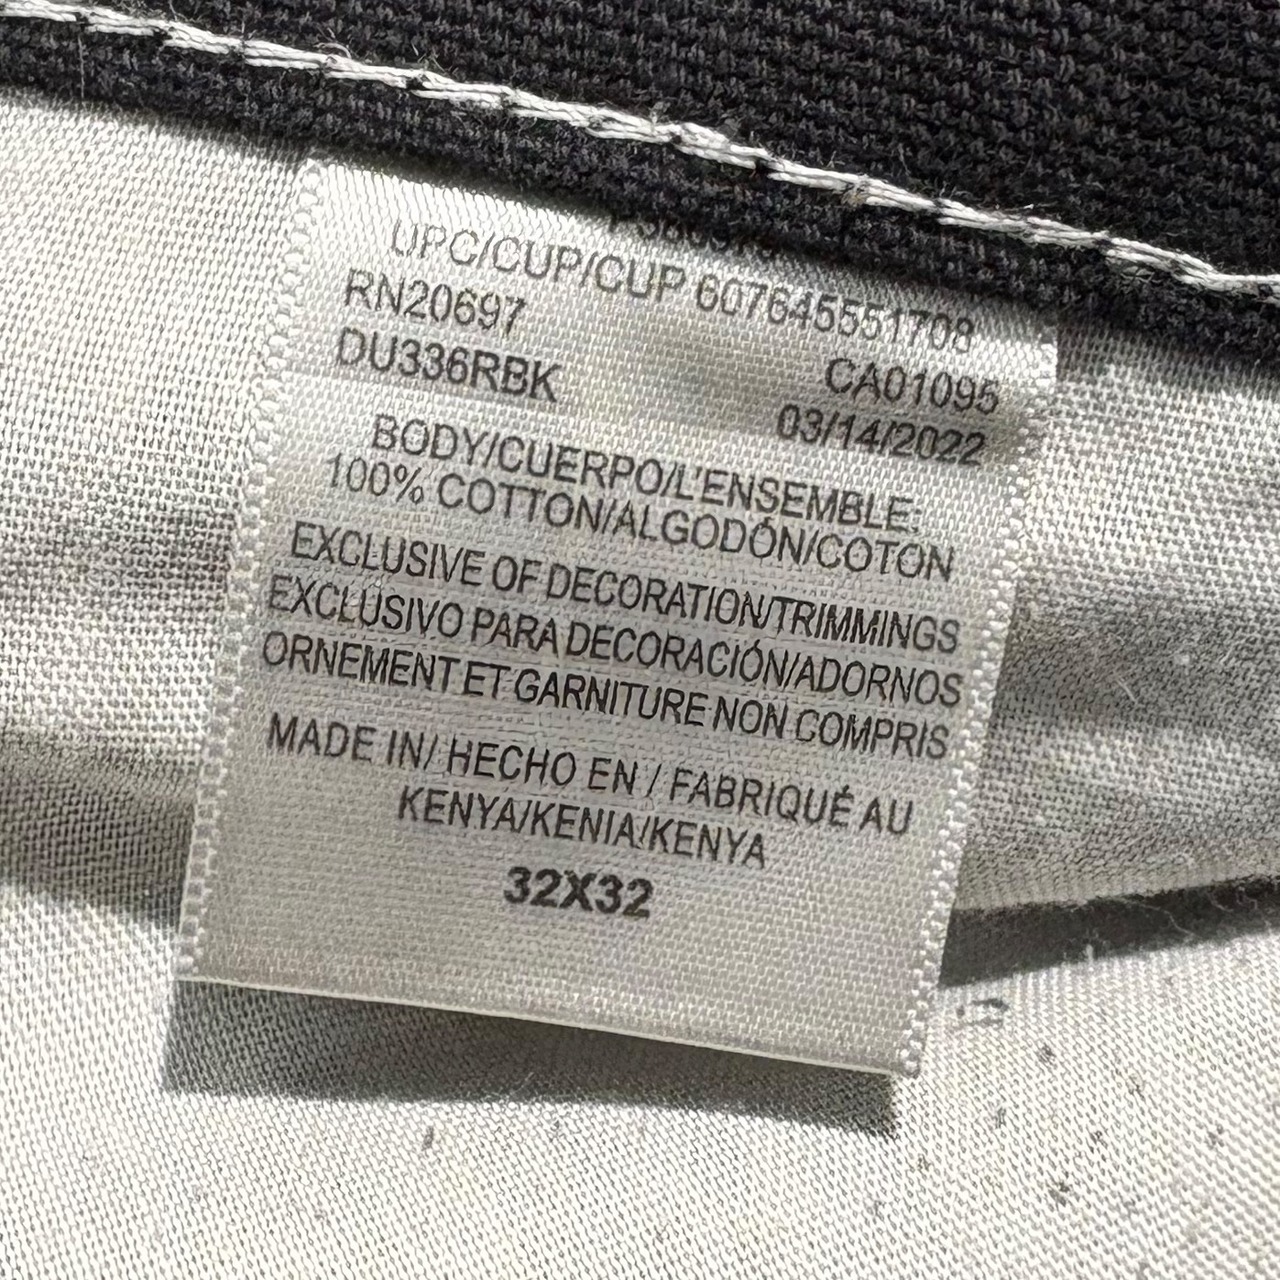 UPC/CUP/CUP 607645551708
RN20697
CA01095
DU336RBK
03/14/2022
BODY/CUERPO/L'ENSEMBLE:
100% COTTON/ALGODÓN/COTON
EXCLUSIVE OF DECORATION/TRIMMINGS
EXCLUSIVO PARA DECORACIÓN/ADORNOS
ORNEMENT ET GARNITURE NON COMPRIS
MADE IN/ HECHO EN / FABRIQUÉ AU
KENYA/KENIA/KENYA
32X32